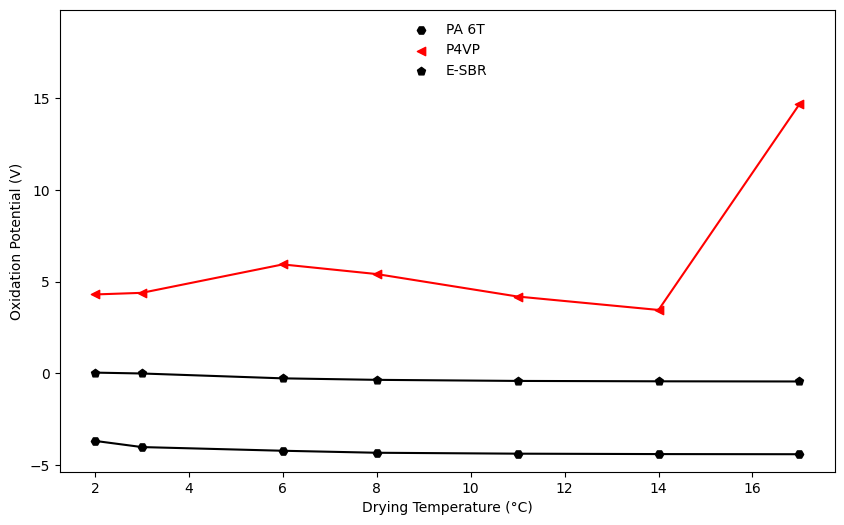 PA 6T
P4VP
E-SBR
15
10
5
0
−5
Oxidation Potential (V)
2 4 6 8 10 12 14 16
Drying Temperature (°C)